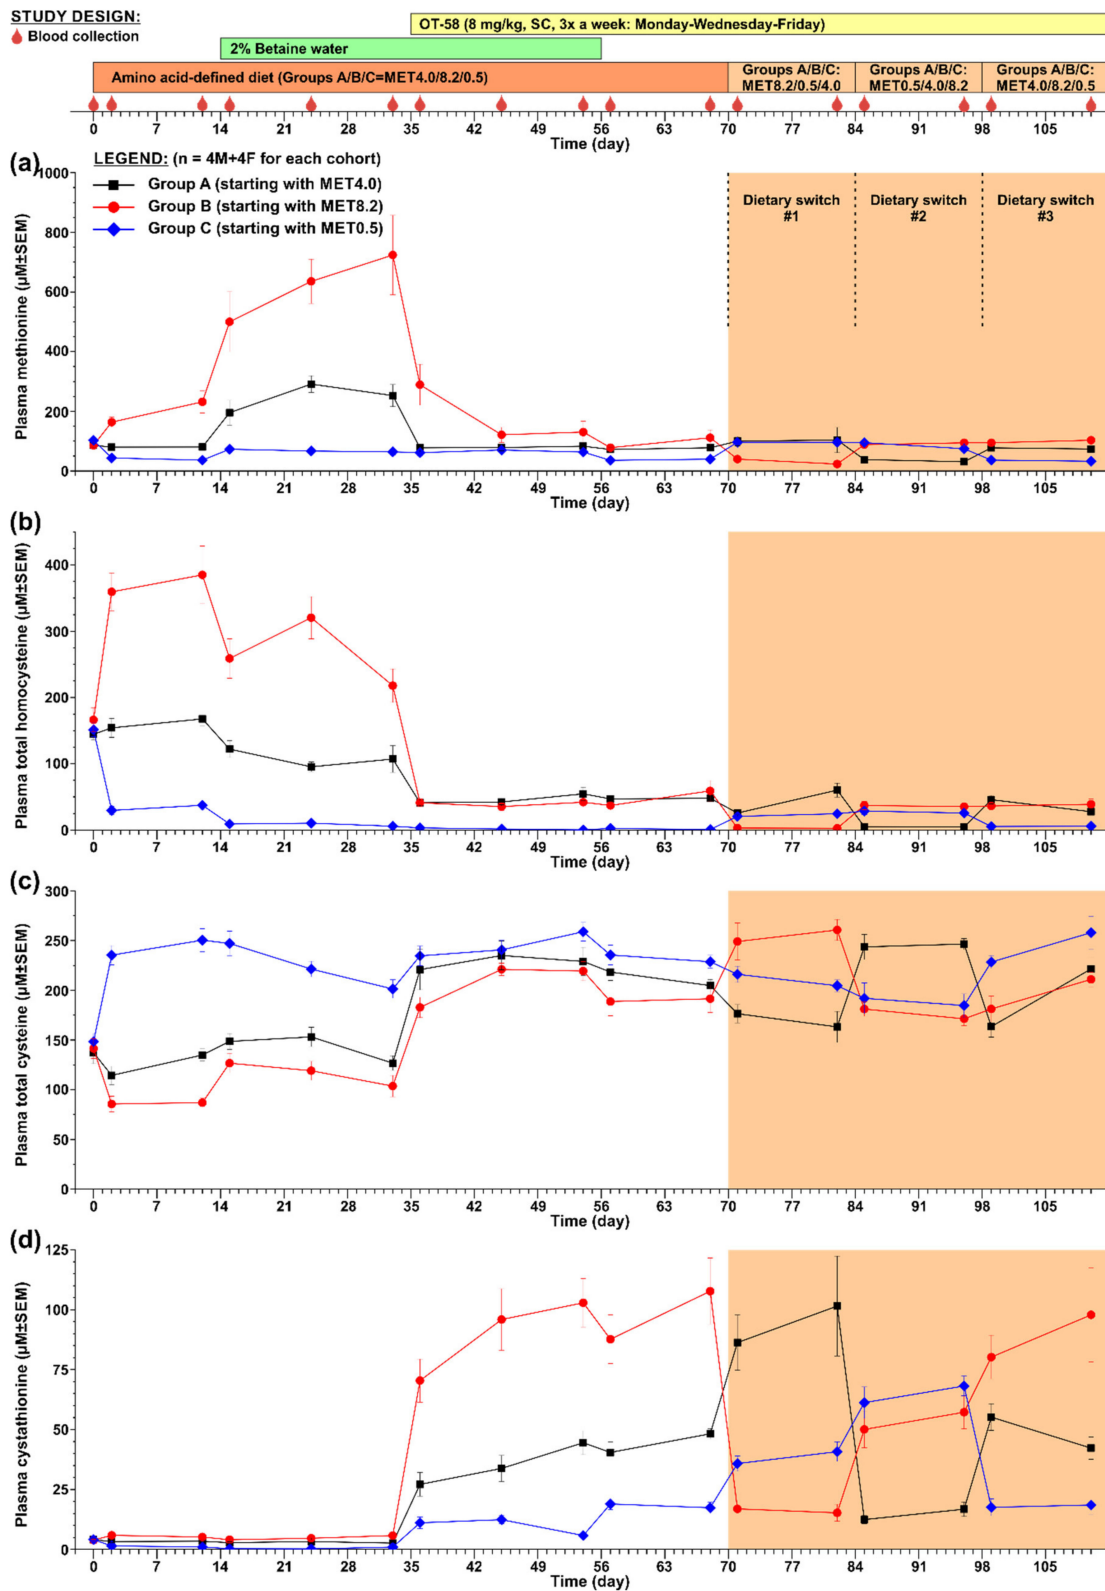 STUDY DESIGN:
Blood collection
OT-58 (8 mg/kg, SC, 3x a week: Monday-Wednesday-Friday)
2% Betaine water
Amino acid-defined diet (Groups A/B/C=MET4.0/8.2/0.5)
Groups A/B/C:
MET8.2/0.5/4.0
Groups A/B/C:
MET0.5/4.0/8.2
Groups A/B/C:
MET4.0/8.2/0.5
0 7 14 21 28 35 42 49 56 63 70 77 84 91 98 105
Time (day)
(a)
LEGEND: (n = 4M+4F for each cohort)
Group A (starting with MET4.0)
Group B (starting with MET8.2)
Group C (starting with MET0.5)
Dietary switch
#1
Dietary switch
#2
Dietary switch
#3
Plasma methionine (µM±SEM)
1000
800
600
400
200
0
0 7 14 21 28 35 42 49 56 63 70 77 84 91 98 105
Time (day)
(b)
Plasma total homocysteine (µM±SEM)
400
300
200
100
0
0 7 14 21 28 35 42 49 56 63 70 77 84 91 98 105
Time (day)
(c)
Plasma total cysteine (µM±SEM)
300
250
200
150
100
50
0
0 7 14 21 28 35 42 49 56 63 70 77 84 91 98 105
Time (day)
(d)
Plasma cystathionine (µM±SEM)
125
100
75
50
25
0
0 7 14 21 28 35 42 49 56 63 70 77 84 91 98 105
Time (day)